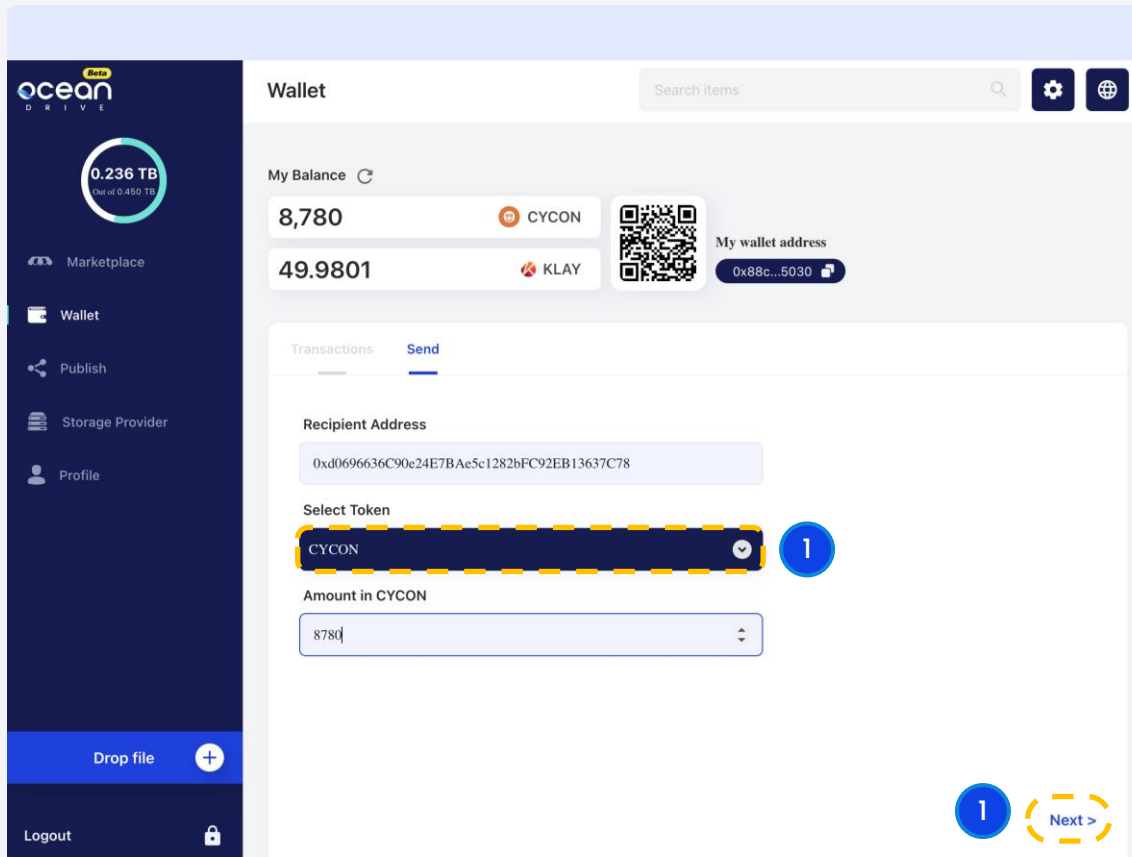 Beta
ocean
DRIVE
Wallet
Search items
0.236 TB
Out of 0.450 TB
My Balance
8,780
CYCON
My wallet address
49.9801
KLAY
0x88c...5030
Marketplace
Wallet
Publish
Storage Provider
Profile
Transactions
Send
Recipient Address
0xd0696636C90e24E7BAe5c1282bFC92EB13637C78
Select Token
CYCON
1
Amount in CYCON
8780
Drop file
Logout
1
Next >